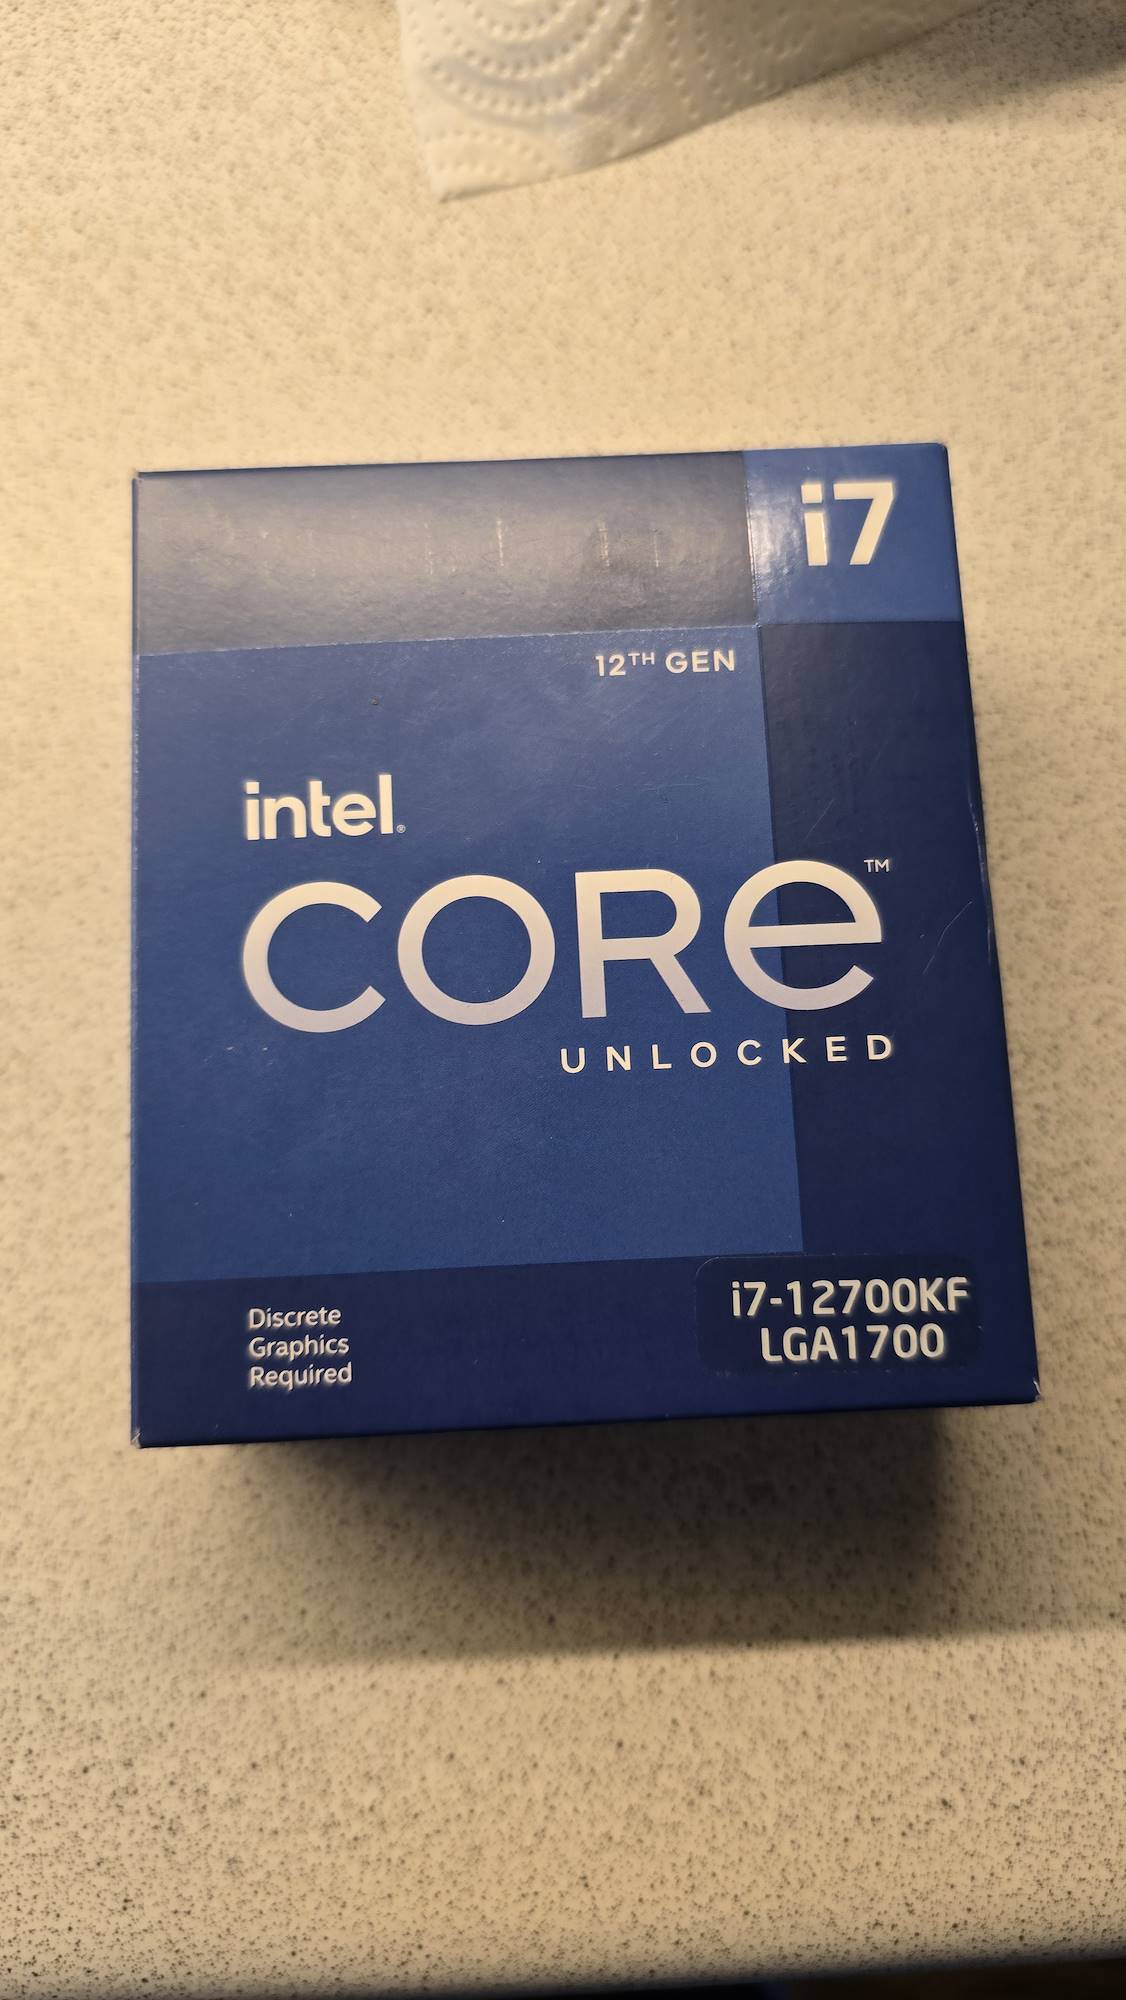 i7
12TH GEN
intel®
CORe™
UNLOCKED
Discrete
Graphics
Required
i7-12700KF
LGA1700